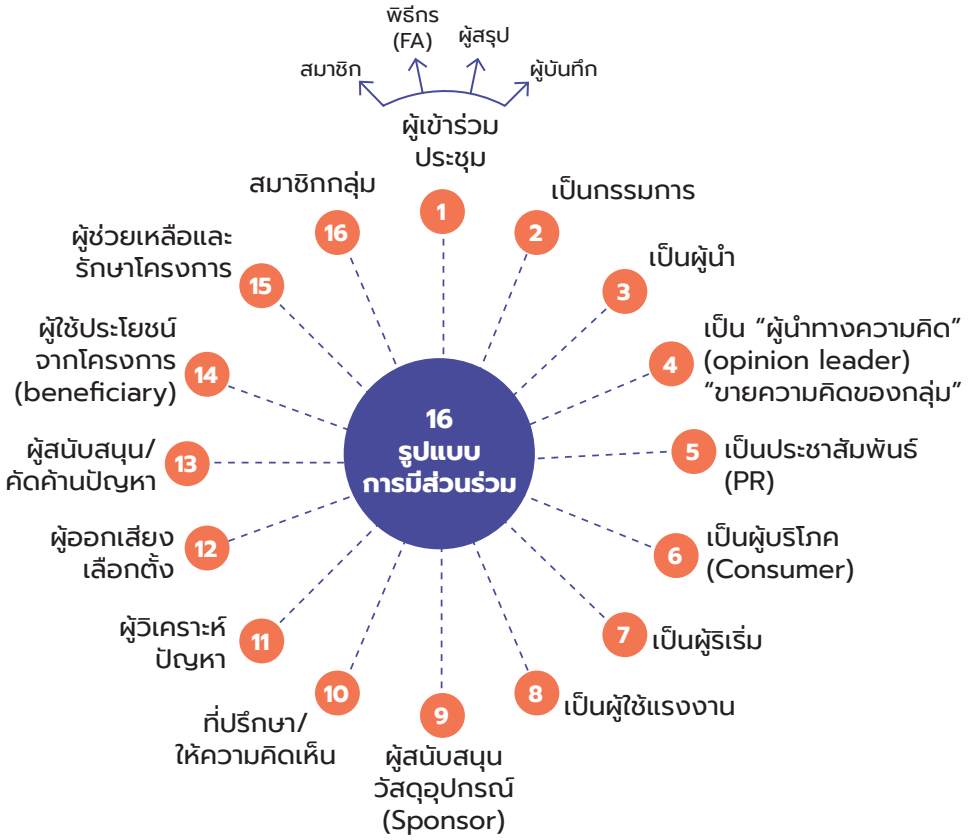 สมาชิก
พิธีกร
(FA)
ผู้สรุป
ผู้บันทึก
ผู้เข้าร่วม
ประชุม
1
เป็นกรรมการ
2
เป็นผู้นำ
3
เป็น “ผู้นำทางความคิด”
(opinion leader)
“ขายความคิดของกลุ่ม”
4
เป็นประชาสัมพันธ์
(PR)
5
เป็นผู้บริโภค
(Consumer)
6
เป็นผู้ริเริ่ม
7
เป็นผู้ใช้แรงงาน
8
ผู้สนับสนุน
วัสดุอุปกรณ์
(Sponsor)
9
ที่ปรึกษา/
ให้ความคิดเห็น
10
ผู้วิเคราะห์
ปัญหา
11
ผู้ออกเสียง
เลือกตั้ง
12
ผู้สนับสนุน/
คัดค้านปัญหา
13
ผู้ใช้ประโยชน์
จากโครงการ
(beneficiary)
14
ผู้ช่วยเหลือและ
รักษาโครงการ
15
สมาชิกกลุ่ม
16
16
รูปแบบ
การมีส่วนร่วม